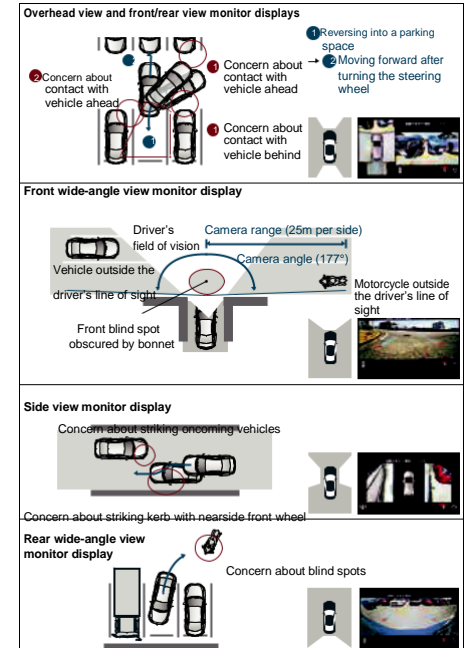 Overhead view and front/rear view monitor displays
1 Reversing into a parking
space
2 Moving forward after
turning the steering
wheel
1 Concern about
contact with
vehicle ahead
2 Concern about
contact with
vehicle ahead
2
1
1 Concern about
contact with
vehicle behind
Front wide-angle view monitor display
Driver's
field of vision
Camera range (25m per side)
Camera angle (177°)
Vehicle outside the
driver's line of sight
Motorcycle outside
the driver's line of
sight
Front blind spot
obscured by bonnet
Side view monitor display
Concern about striking oncoming vehicles
Concern about striking kerb with nearside front wheel
Rear wide-angle view
monitor display
Concern about blind spots